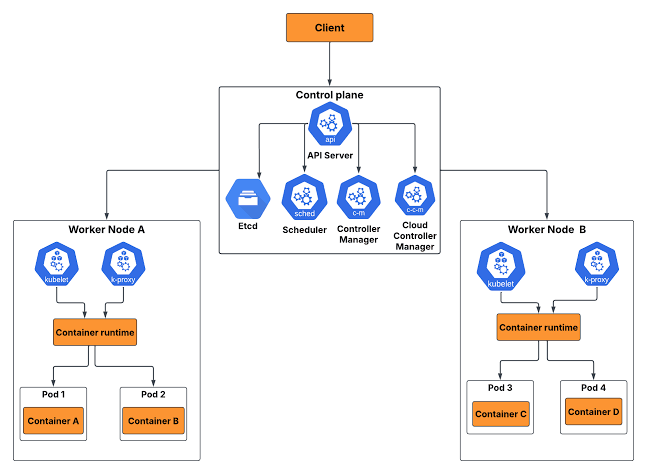 Client
Control plane
api
API Server
Etcd
sched
Scheduler
c-m
Controller
Manager
c-c-m
Cloud
Controller
Manager
Worker Node A
kubelet
k-proxy
Container runtime
Pod 1
Container A
Pod 2
Container B
Worker Node B
kubelet
k-proxy
Container runtime
Pod 3
Container C
Pod 4
Container D